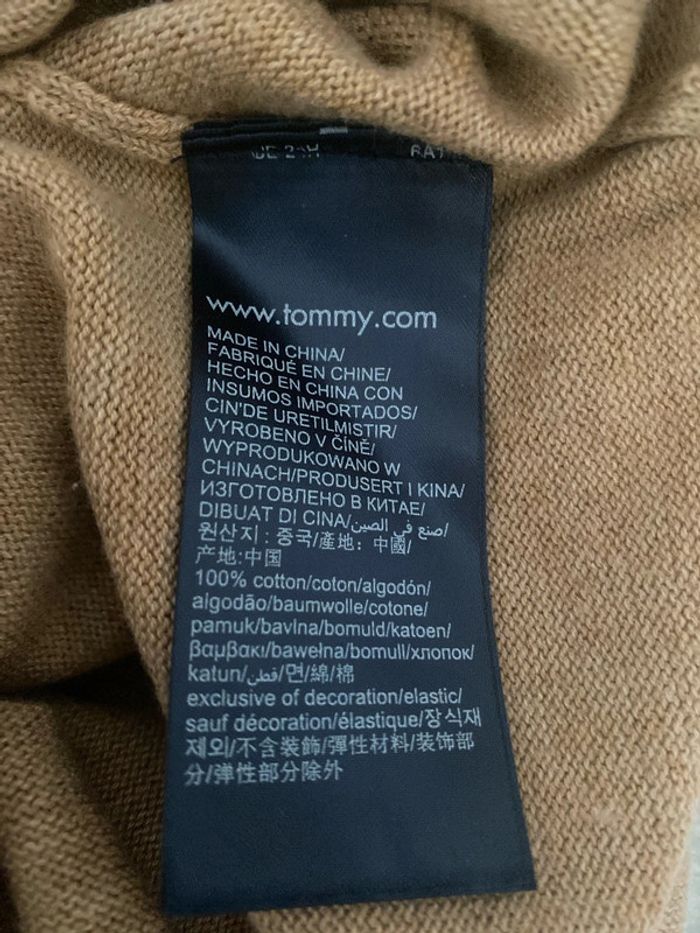 www.tommy.com
MADE IN CHINA/
FABRIQUÉ EN CHINE/
HECHO EN CHINA CON
INSUMOS IMPORTADOS/
CIN'DE URETILMISTIR/
VYROBENO V ČÍNĚ/
WYPRODUKOWANO W
CHINACH/PRODUSERT I KINA/
ИЗГОТОВЛЕНО В КИТАЕ/
DIBUAT DI CINA/صنع في الصين/
원산지 : 중국/產地： 中國/
产地:中国
100% cotton/coton/algodón/
algodão/baumwolle/cotone/
pamuk/bavlna/bomuld/katoen/
βαμβακι/bawełna/bomull/хлопок/
katun/قطن/면/綿/棉
exclusive of decoration/elastic/
sauf décoration/élastique/장식재
제외/不含裝飾/彈性材料/装饰部
分/弹性部分除外